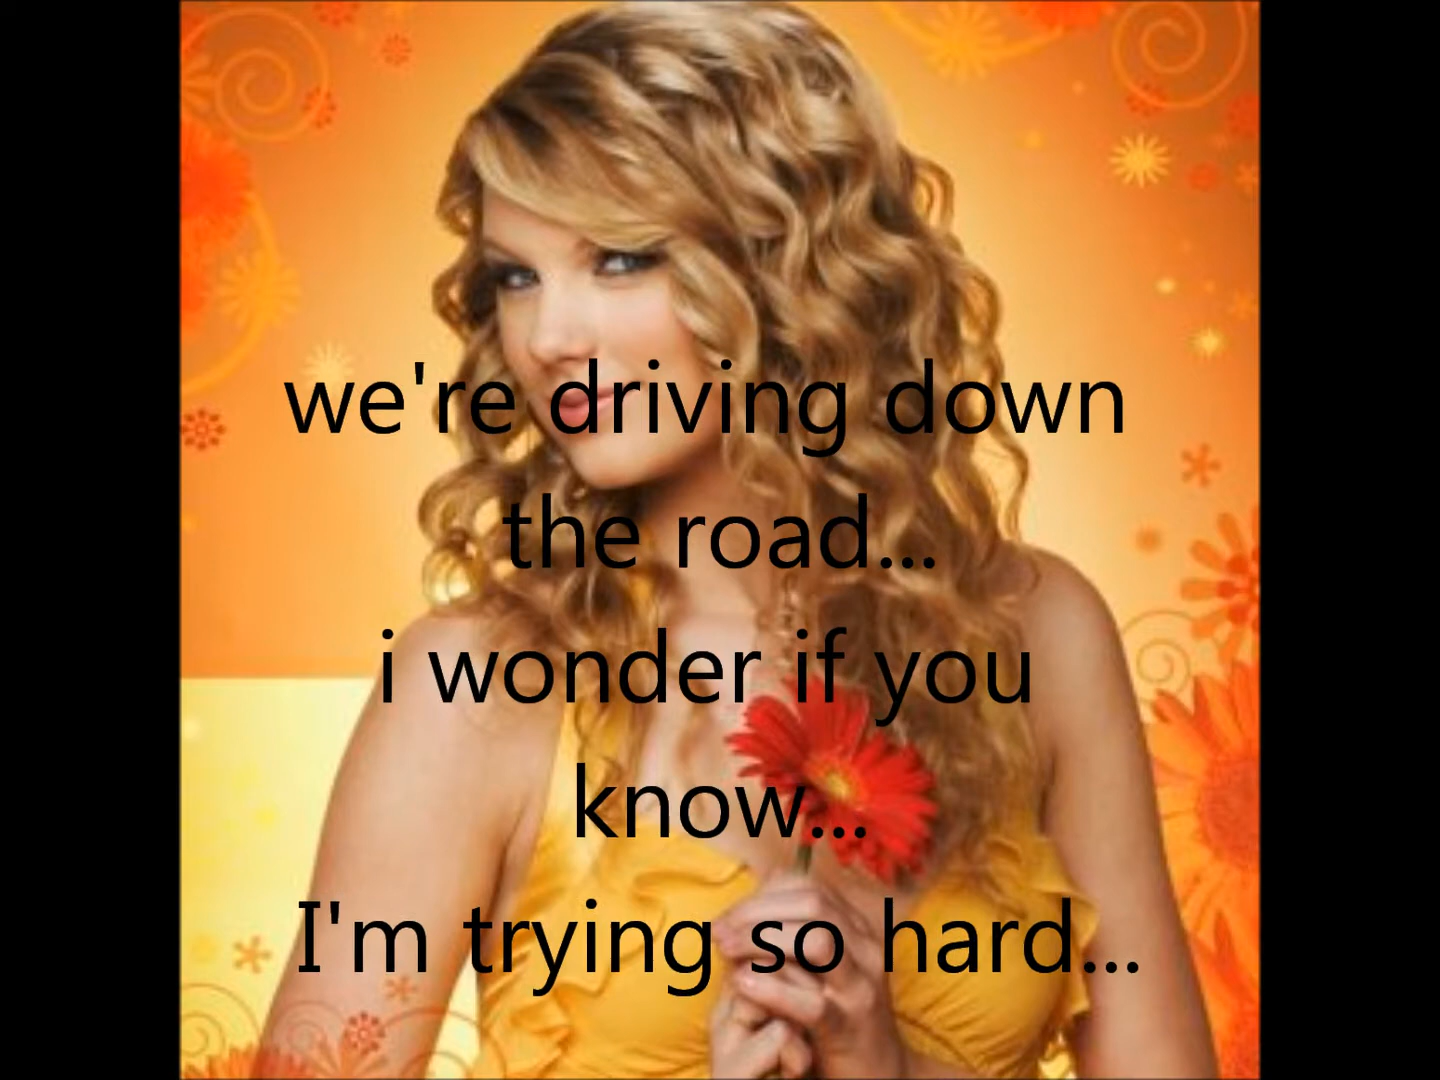 we're driving down
the road...
i wonder if you
know...
I'm trying so hard...